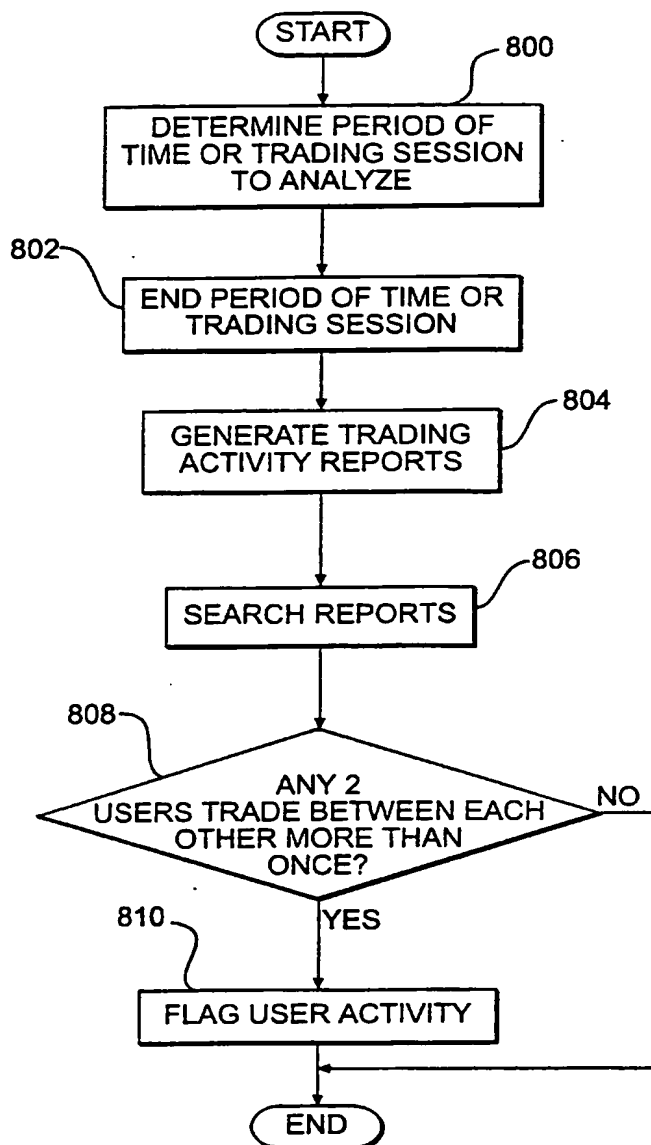 START
800
DETERMINE PERIOD OF
TIME OR TRADING SESSION
TO ANALYZE
802
END PERIOD OF TIME OR
TRADING SESSION
804
GENERATE TRADING
ACTIVITY REPORTS
806
SEARCH REPORTS
808
ANY 2
USERS TRADE BETWEEN EACH
OTHER MORE THAN
ONCE?
NO
YES
810
FLAG USER ACTIVITY
END